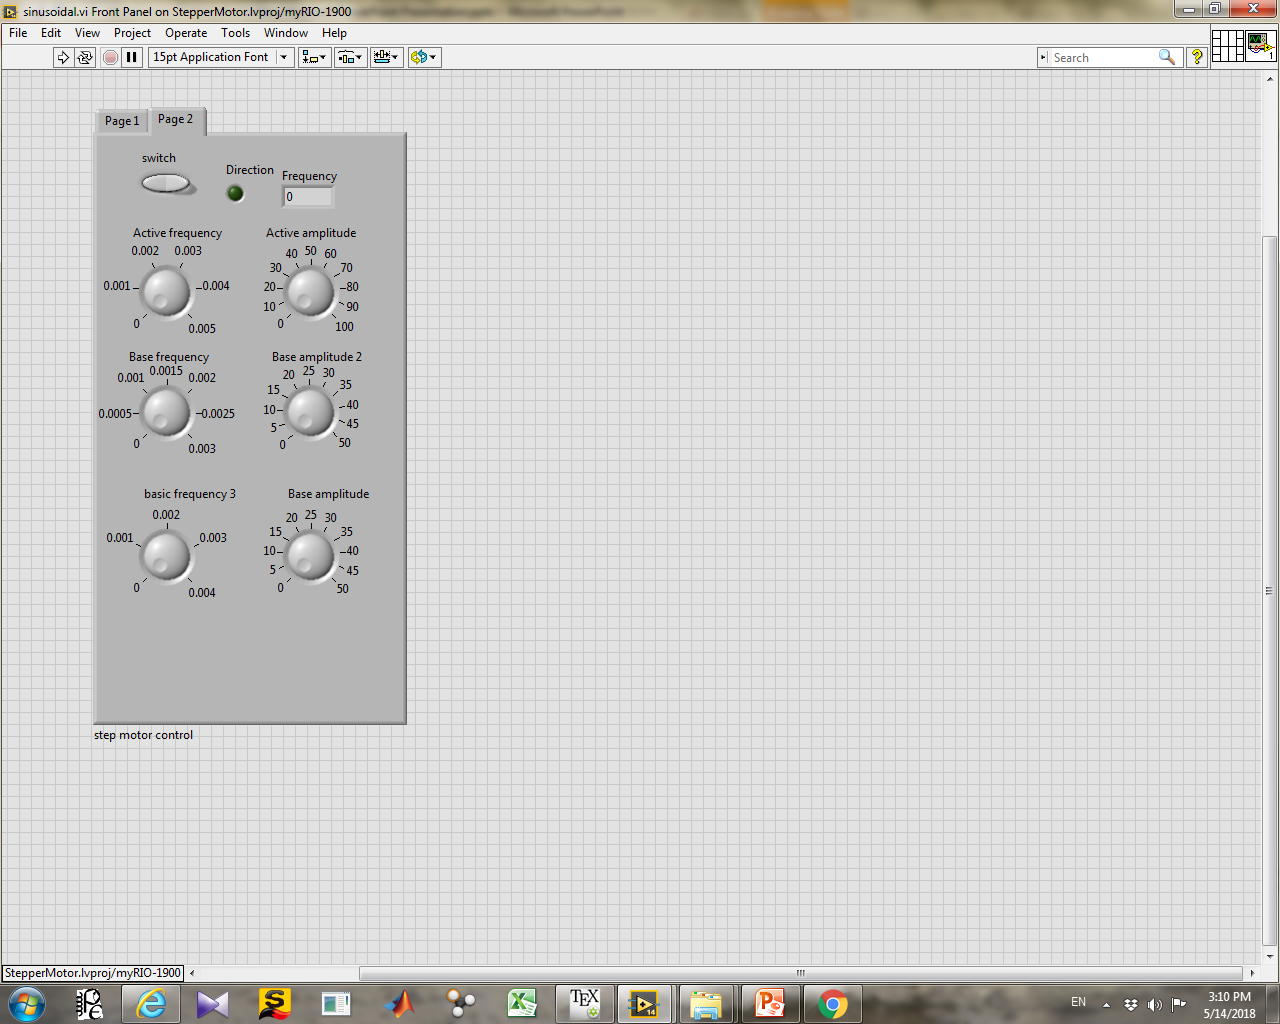 sinusoidal.vi Front Panel on StepperMotor.lvproj/myRIO-1900
File Edit View Project Operate Tools Window Help
15pt Application Font
Search
?
1
Page 1 Page 2
switch
Direction
Frequency
0
Active frequency
0 0.001 0.002 0.003 0.004 0.005
Active amplitude
0 10 20 30 40 50 60 70 80 90 100
Base frequency
0 0.0005 0.001 0.0015 0.002 0.0025 0.003
Base amplitude 2
0 5 10 15 20 25 30 35 40 45 50
basic frequency 3
0 0.001 0.002 0.003 0.004
Base amplitude
0 5 10 15 20 25 30 35 40 45 50
step motor control
StepperMotor.lvproj/myRIO-1900
TEX
14
EN
3:10 PM
5/14/2018